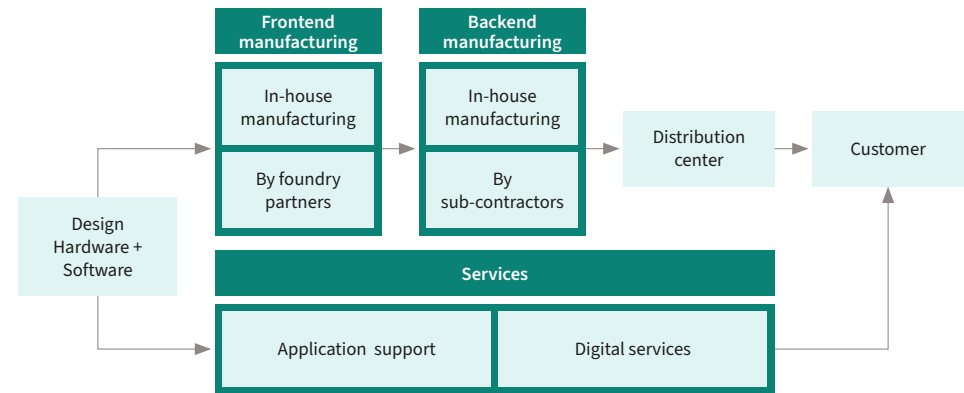 Frontend
manufacturing
Backend
manufacturing
In-house
manufacturing
In-house
manufacturing
Distribution
center
Customer
By foundry
partners
By
sub-contractors
Design
Hardware +
Software
Services
Application support
Digital services